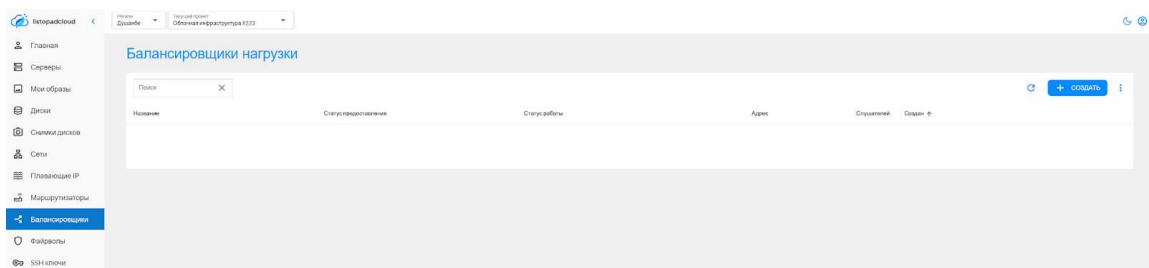 listopadcloud
Регион
Душанбе
Текущий проект
Облачная инфраструктура #223
Главная
Серверы
Мои образы
Диски
Снимки дисков
Сети
Плавающие IP
Маршрутизаторы
Балансировщики
Файрволы
SSH ключи
Балансировщики нагрузки
Поиск
+ СОЗДАТЬ
Название Статус предоставления Статус работы Адрес Слушателей Создан ↑